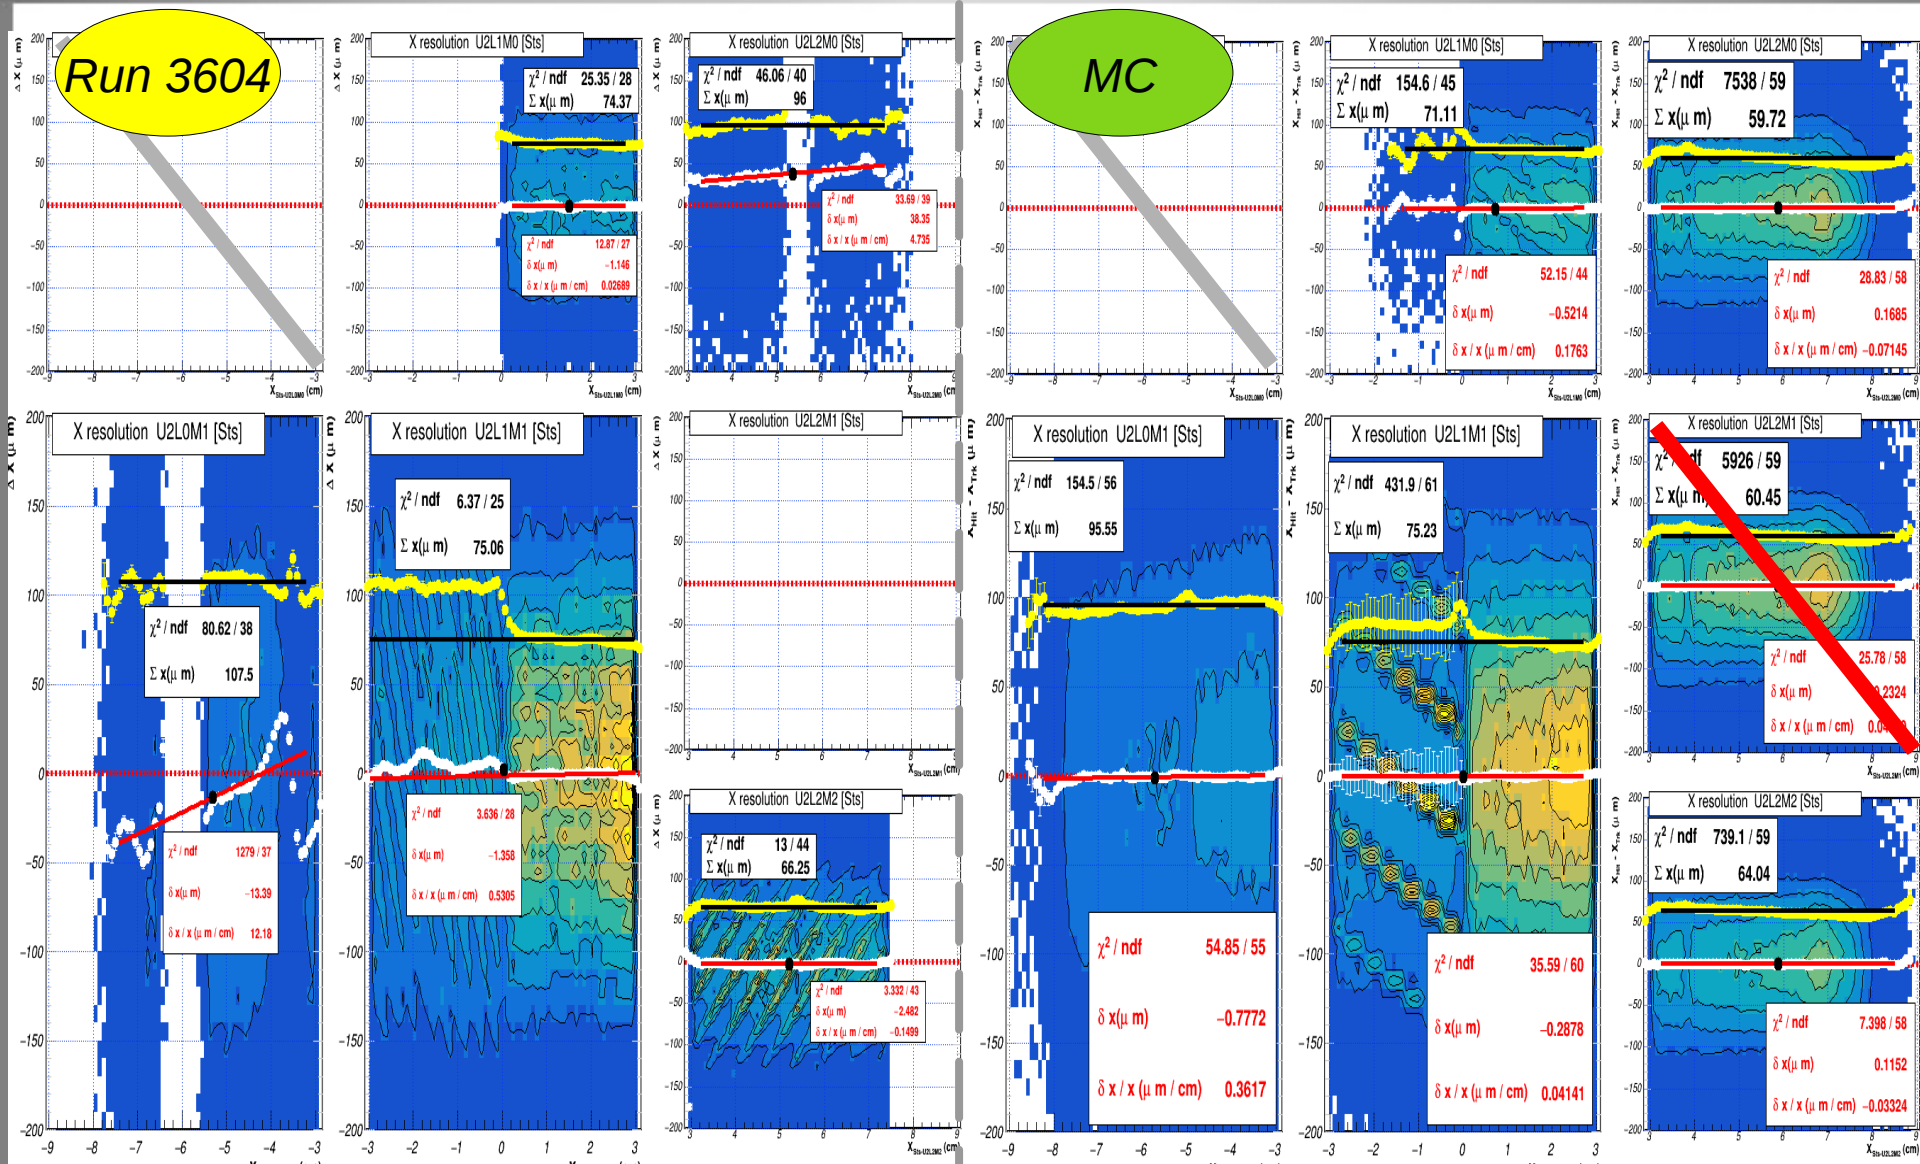 Run 3604
X resolution U2L1M0 [Sts]
χ² / ndf 25.35 / 28
Σ x(μ m) 74.37
χ² / ndf 12.87 / 27
δ x(μ m) −1.146
δ x / x (μ m / cm) 0.02689
X resolution U2L2M0 [Sts]
χ² / ndf 46.06 / 40
Σ x(μ m) 96
χ² / ndf 33.69 / 39
δ x(μ m) 38.35
δ x / x (μ m / cm) 4.735
MC
X resolution U2L1M0 [Sts]
χ² / ndf 154.6 / 45
Σ x(μ m) 71.11
χ² / ndf 52.15 / 44
δ x(μ m) −0.5214
δ x / x (μ m / cm) 0.1763
X resolution U2L2M0 [Sts]
χ² / ndf 7538 / 59
Σ x(μ m) 59.72
χ² / ndf 28.83 / 58
δ x(μ m) 0.1685
δ x / x (μ m / cm) −0.07145
X resolution U2L0M1 [Sts]
χ² / ndf 80.62 / 38
Σ x(μ m) 107.5
χ² / ndf 1279 / 37
δ x(μ m) −13.39
δ x / x (μ m / cm) 12.18
X resolution U2L1M1 [Sts]
χ² / ndf 6.37 / 25
Σ x(μ m) 75.06
χ² / ndf 3.636 / 28
δ x(μ m) −1.358
δ x / x (μ m / cm) 0.5305
X resolution U2L2M1 [Sts]
X resolution U2L2M2 [Sts]
χ² / ndf 13 / 44
Σ x(μ m) 66.25
χ² / ndf 3.332 / 43
δ x(μ m) −2.482
δ x / x (μ m / cm) −0.1499
X resolution U2L0M1 [Sts]
χ² / ndf 154.5 / 56
Σ x(μ m) 95.55
χ² / ndf 54.85 / 55
δ x(μ m) −0.7772
δ x / x (μ m / cm) 0.3617
X resolution U2L1M1 [Sts]
χ² / ndf 431.9 / 61
Σ x(μ m) 75.23
χ² / ndf 35.59 / 60
δ x(μ m) −0.2878
δ x / x (μ m / cm) 0.04141
X resolution U2L2M1 [Sts]
5926 / 59
Σ x(μ m) 60.45
χ² / ndf 25.78 / 58
δ x(μ m)
δ x / x (μ m / cm)
X resolution U2L2M2 [Sts]
χ² / ndf 739.1 / 59
Σ x(μ m) 64.04
χ² / ndf 7.398 / 58
δ x(μ m) 0.1152
δ x / x (μ m / cm) −0.03324